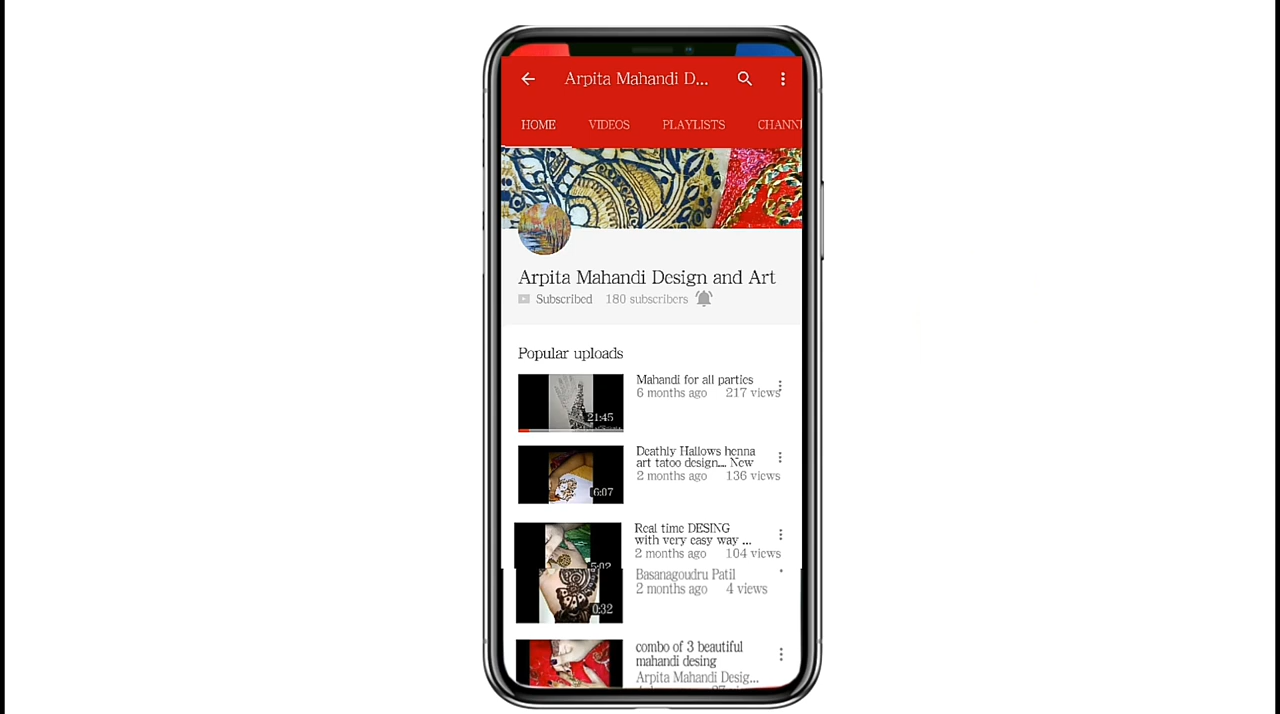 Arpita Mahandi D...
HOME VIDEOS PLAYLISTS CHANN
Arpita Mahandi Design and Art
Subscribed 180 subscribers
Popular uploads
Mahandi for all parties
6 months ago 217 views
21:45
Deathly Hallows henna
art tatoo design.... New
2 months ago 136 views
6:07
Real time DESING
with very easy way ...
2 months ago 104 views
5:02
Basanagoudru Patil
2 months ago 4 views
0:32
combo of 3 beautiful
mahandi desing
Arpita Mahandi Desig...